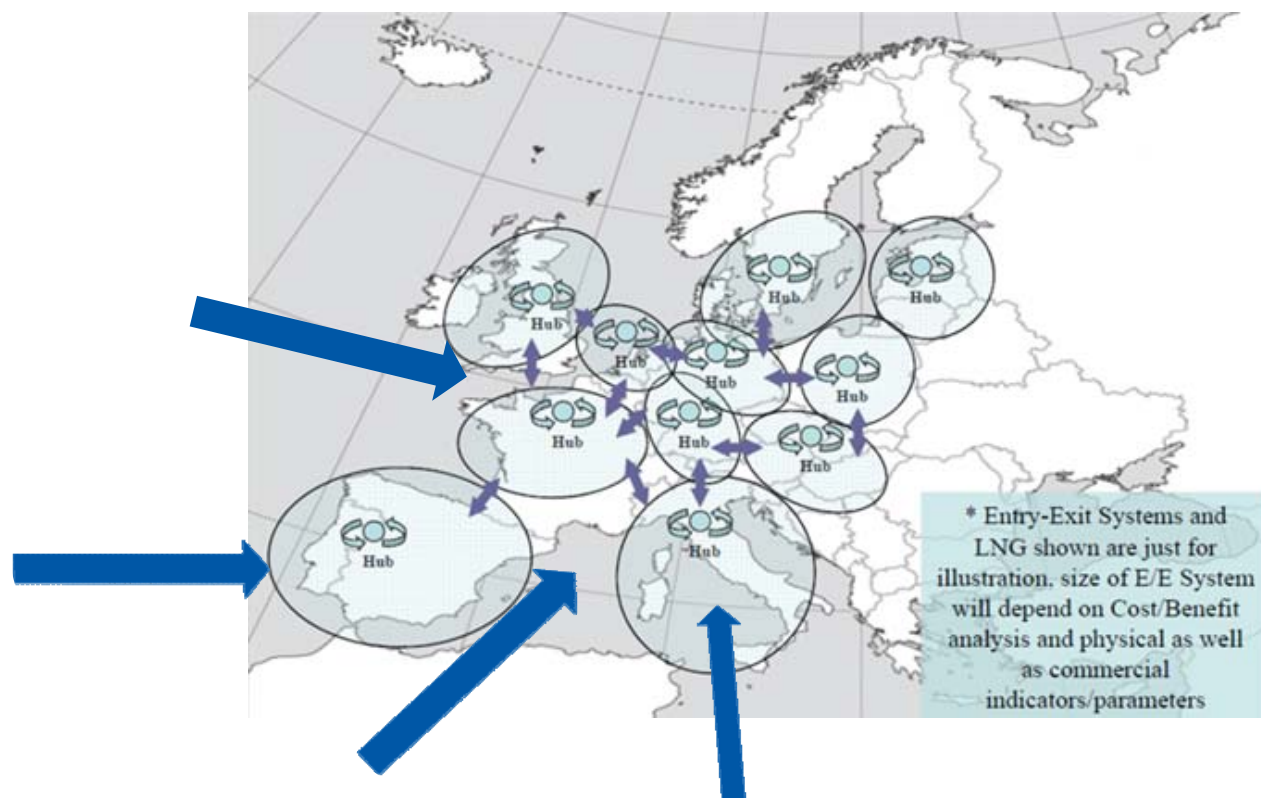 Hub
Hub
Hub
Hub
Hub
Hub
Hub
Hub
Hub
Hub
Hub
* Entry-Exit Systems and
LNG shown are just for
illustration, size of E/E System
will depend on Cost/Benefit
analysis and physical as well
as commercial
indicators/parameters